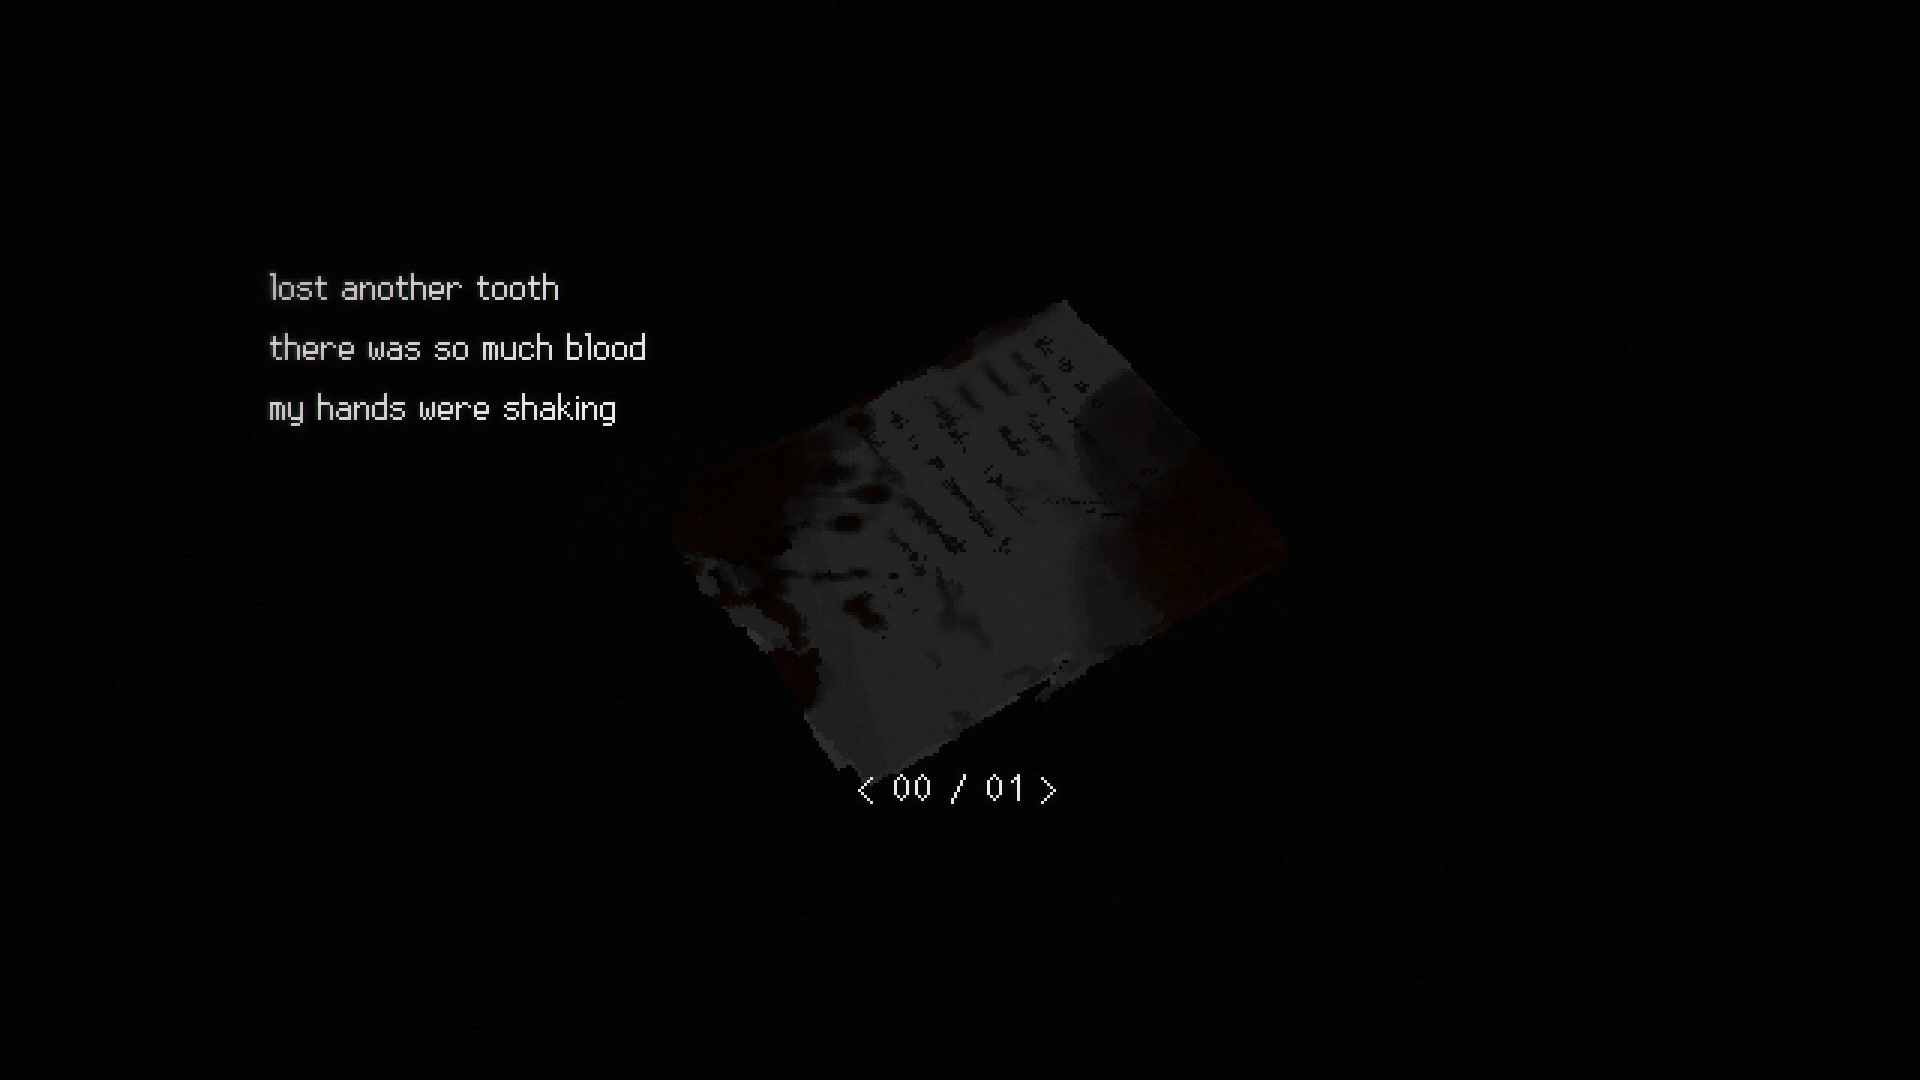 lost another tooth
there was so much blood
my hands were shaking
< 00 / 01 >